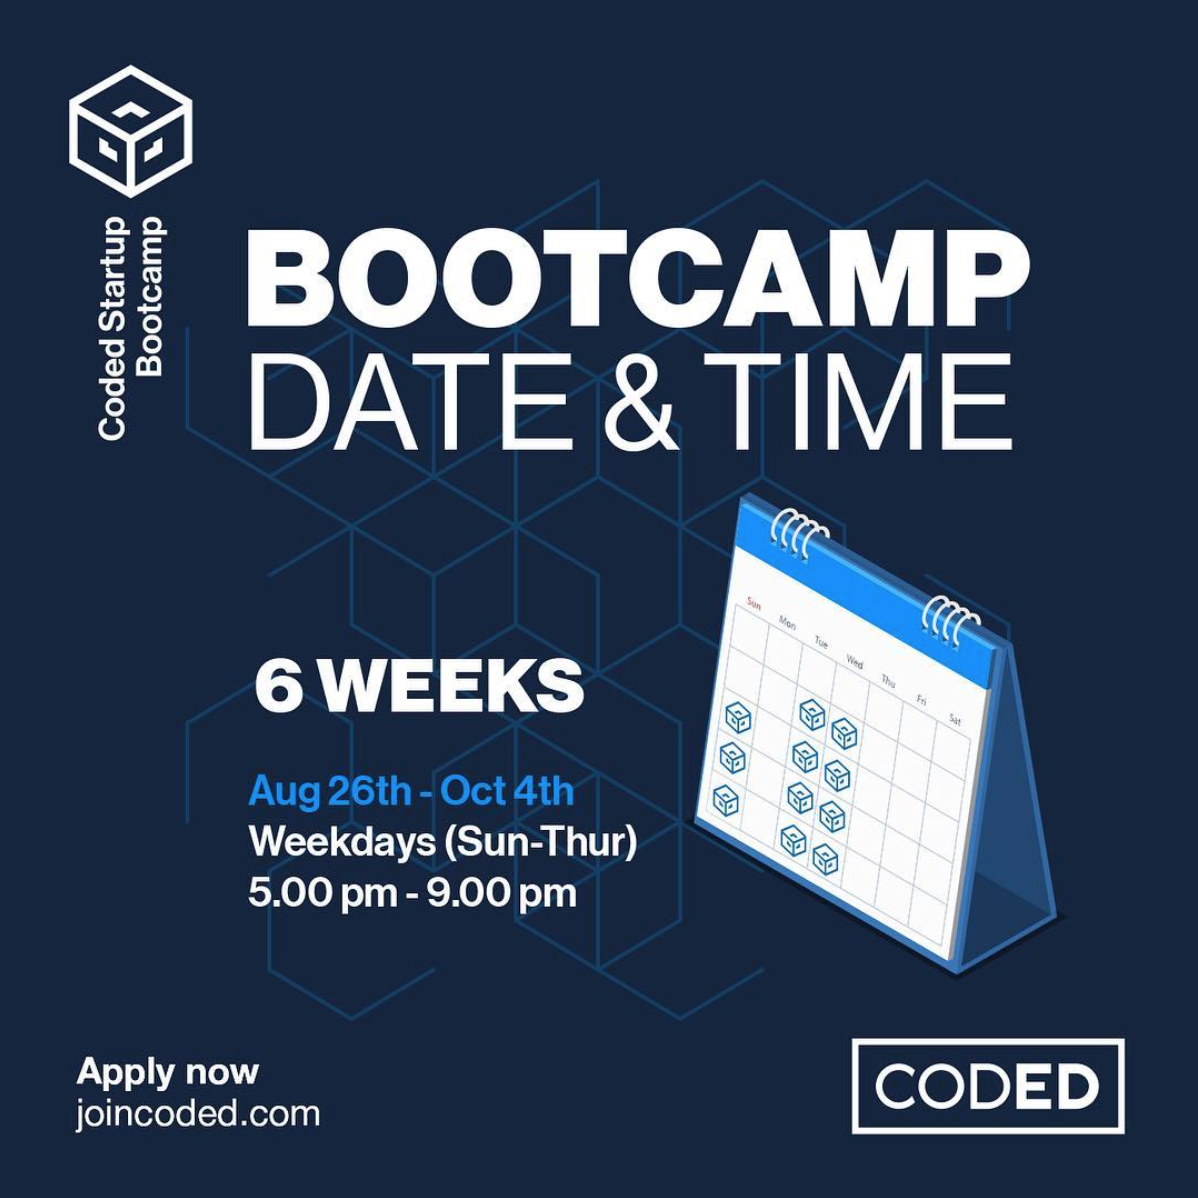 Coded Startup
Bootcamp
BOOTCAMP
DATE & TIME
Sun Mon Tue Wed Thu Fri Sat
6 WEEKS
Aug 26th - Oct 4th
Weekdays (Sun-Thur)
5.00 pm - 9.00 pm
Apply now
joincoded.com
CODED